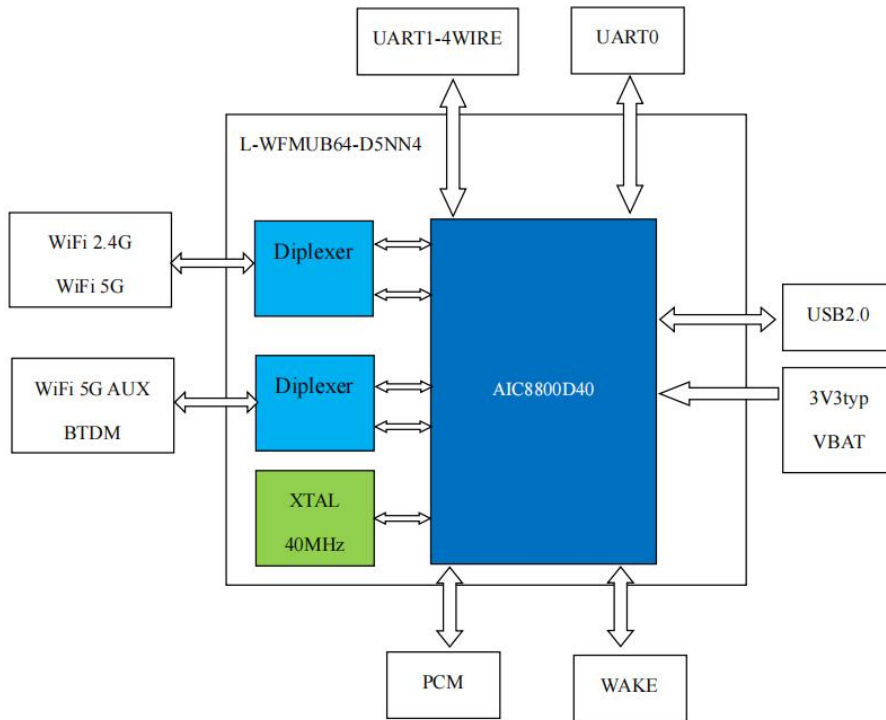 UART1-4WIRE
UART0
L-WFMUB64-D5NN4
WiFi 2.4G
WiFi 5G
Diplexer
USB2.0
WiFi 5G AUX
BTDM
Diplexer
AIC8800D40
3V3typ
VBAT
XTAL
40MHz
PCM
WAKE